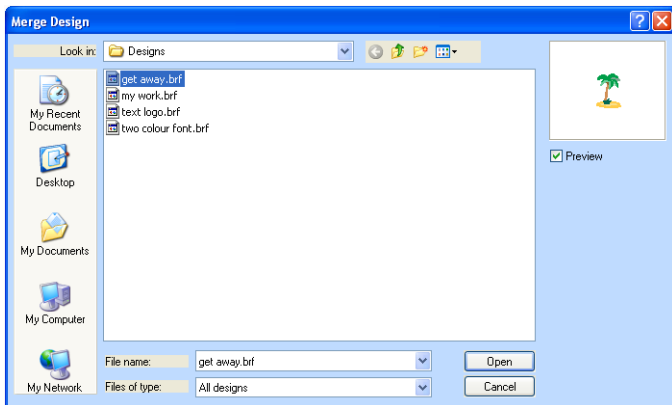 Merge Design
Look in:
Designs
get away.brf
my work.brf
text logo.brf
two colour font.brf
My Recent
Documents
Desktop
My Documents
My Computer
My Network
Preview
File name:
get away.brf
Open
Files of type:
All designs
Cancel